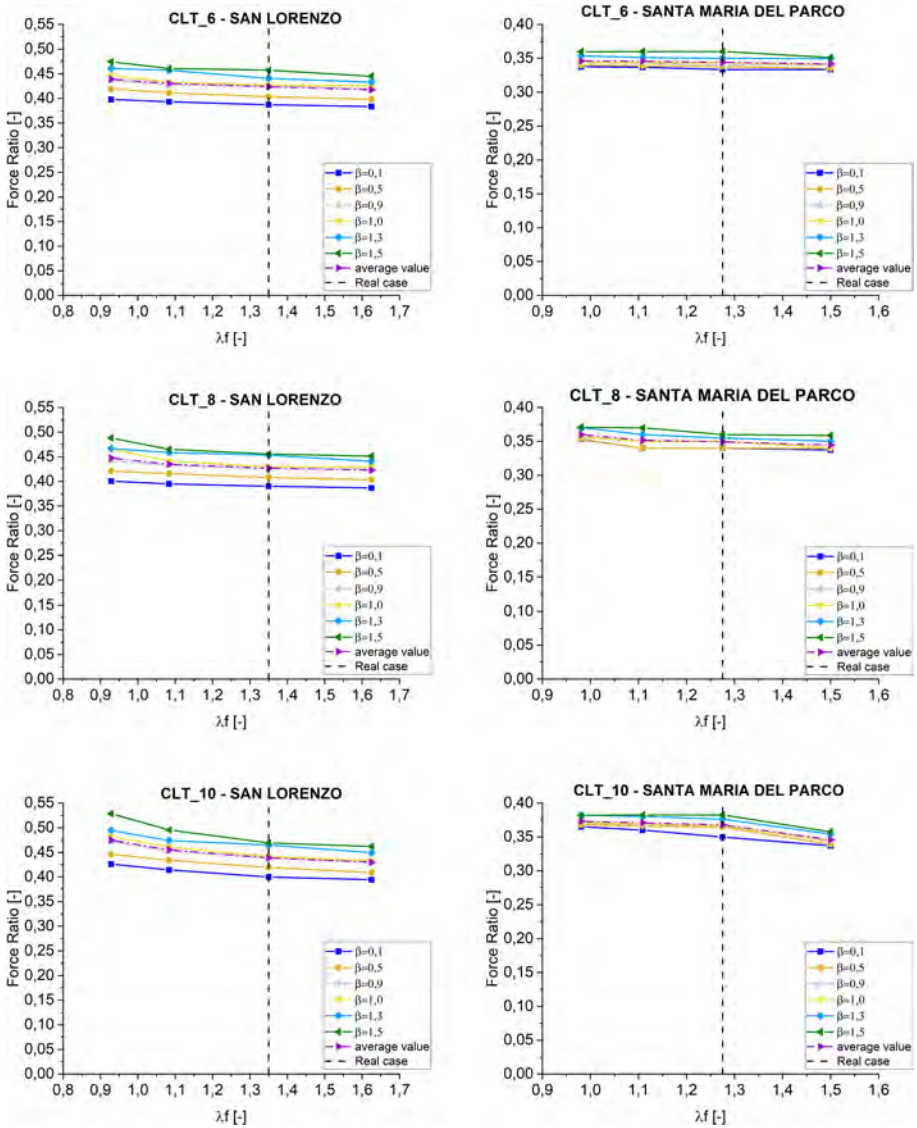 CLT_6 - SAN LORENZO
0,55
0,50
0,45
0,40
0,35
0,30
0,25
0,20
0,15
0,10
0,05
0,00
Force Ratio [-]
β=0,1
β=0,5
β=0,9
β=1,0
β=1,3
β=1,5
average value
Real case
0,8 0,9 1,0 1,1 1,2 1,3 1,4 1,5 1,6 1,7
λf [-]
CLT_6 - SANTA MARIA DEL PARCO
0,40
0,35
0,30
0,25
0,20
0,15
0,10
0,05
0,00
Force Ratio [-]
β=0,1
β=0,5
β=0,9
β=1,0
β=1,3
β=1,5
average value
Real case
0,9 1,0 1,1 1,2 1,3 1,4 1,5 1,6
λf [-]
CLT_8 - SAN LORENZO
0,55
0,50
0,45
0,40
0,35
0,30
0,25
0,20
0,15
0,10
0,05
0,00
Force Ratio [-]
β=0,1
β=0,5
β=0,9
β=1,0
β=1,3
β=1,5
average value
Real case
0,8 0,9 1,0 1,1 1,2 1,3 1,4 1,5 1,6 1,7
λf [-]
CLT_8 - SANTA MARIA DEL PARCO
0,40
0,35
0,30
0,25
0,20
0,15
0,10
0,05
0,00
Force Ratio [-]
β=0,1
β=0,5
β=0,9
β=1,0
β=1,3
β=1,5
average value
Real case
0,9 1,0 1,1 1,2 1,3 1,4 1,5 1,6
λf [-]
CLT_10 - SAN LORENZO
0,55
0,50
0,45
0,40
0,35
0,30
0,25
0,20
0,15
0,10
0,05
0,00
Force Ratio [-]
β=0,1
β=0,5
β=0,9
β=1,0
β=1,3
β=1,5
average value
Real case
0,8 0,9 1,0 1,1 1,2 1,3 1,4 1,5 1,6 1,7
λf [-]
CLT_10 - SANTA MARIA DEL PARCO
0,40
0,35
0,30
0,25
0,20
0,15
0,10
0,05
0,00
Force Ratio [-]
β=0,1
β=0,5
β=0,9
β=1,0
β=1,3
β=1,5
average value
Real case
0,9 1,0 1,1 1,2 1,3 1,4 1,5 1,6
λf [-]